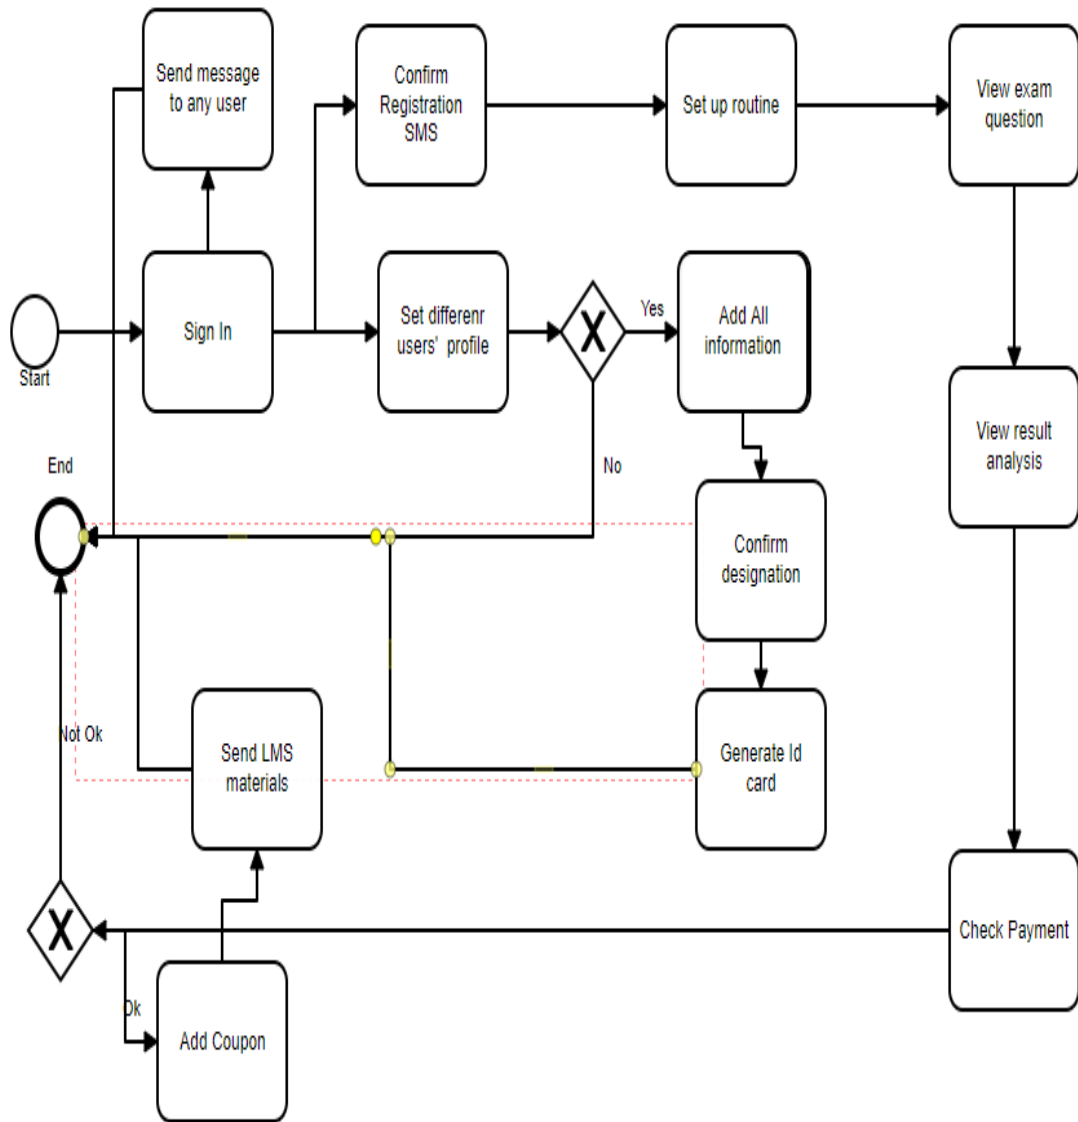 Send message
to any user
Confirm
Registration
SMS
Set up routine
View exam
question
Start
Sign In
Set differenr
users' profile
X
Yes
Add All
information
No
View result
analysis
End
Confirm
designation
Not Ok
Send LMS
materials
Generate Id
card
X
Check Payment
Ok
Add Coupon